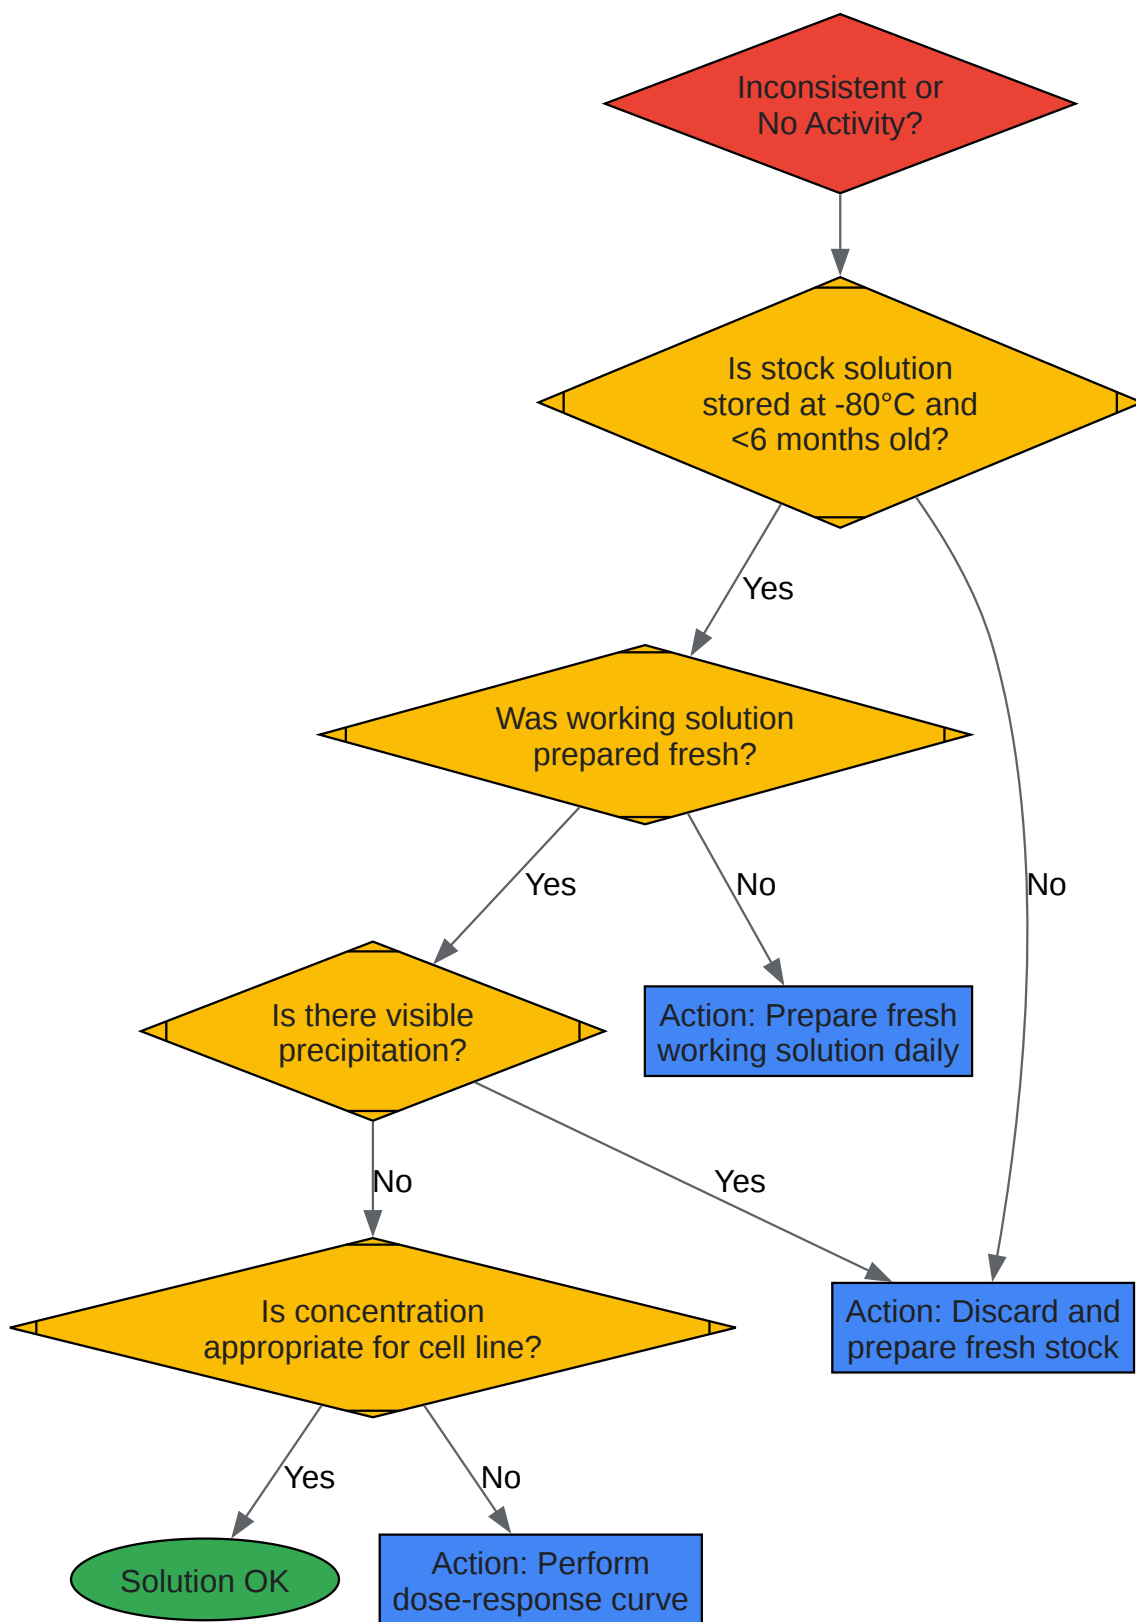 Inconsistent or
No Activity?
Is stock solution
stored at -80°C and
<6 months old?
Yes
Was working solution
prepared fresh?
Yes
No
No
Is there visible
precipitation?
Action: Prepare fresh
working solution daily
No
Yes
Is concentration
appropriate for cell line?
Action: Discard and
prepare fresh stock
Yes
No
Solution OK
Action: Perform
dose-response curve